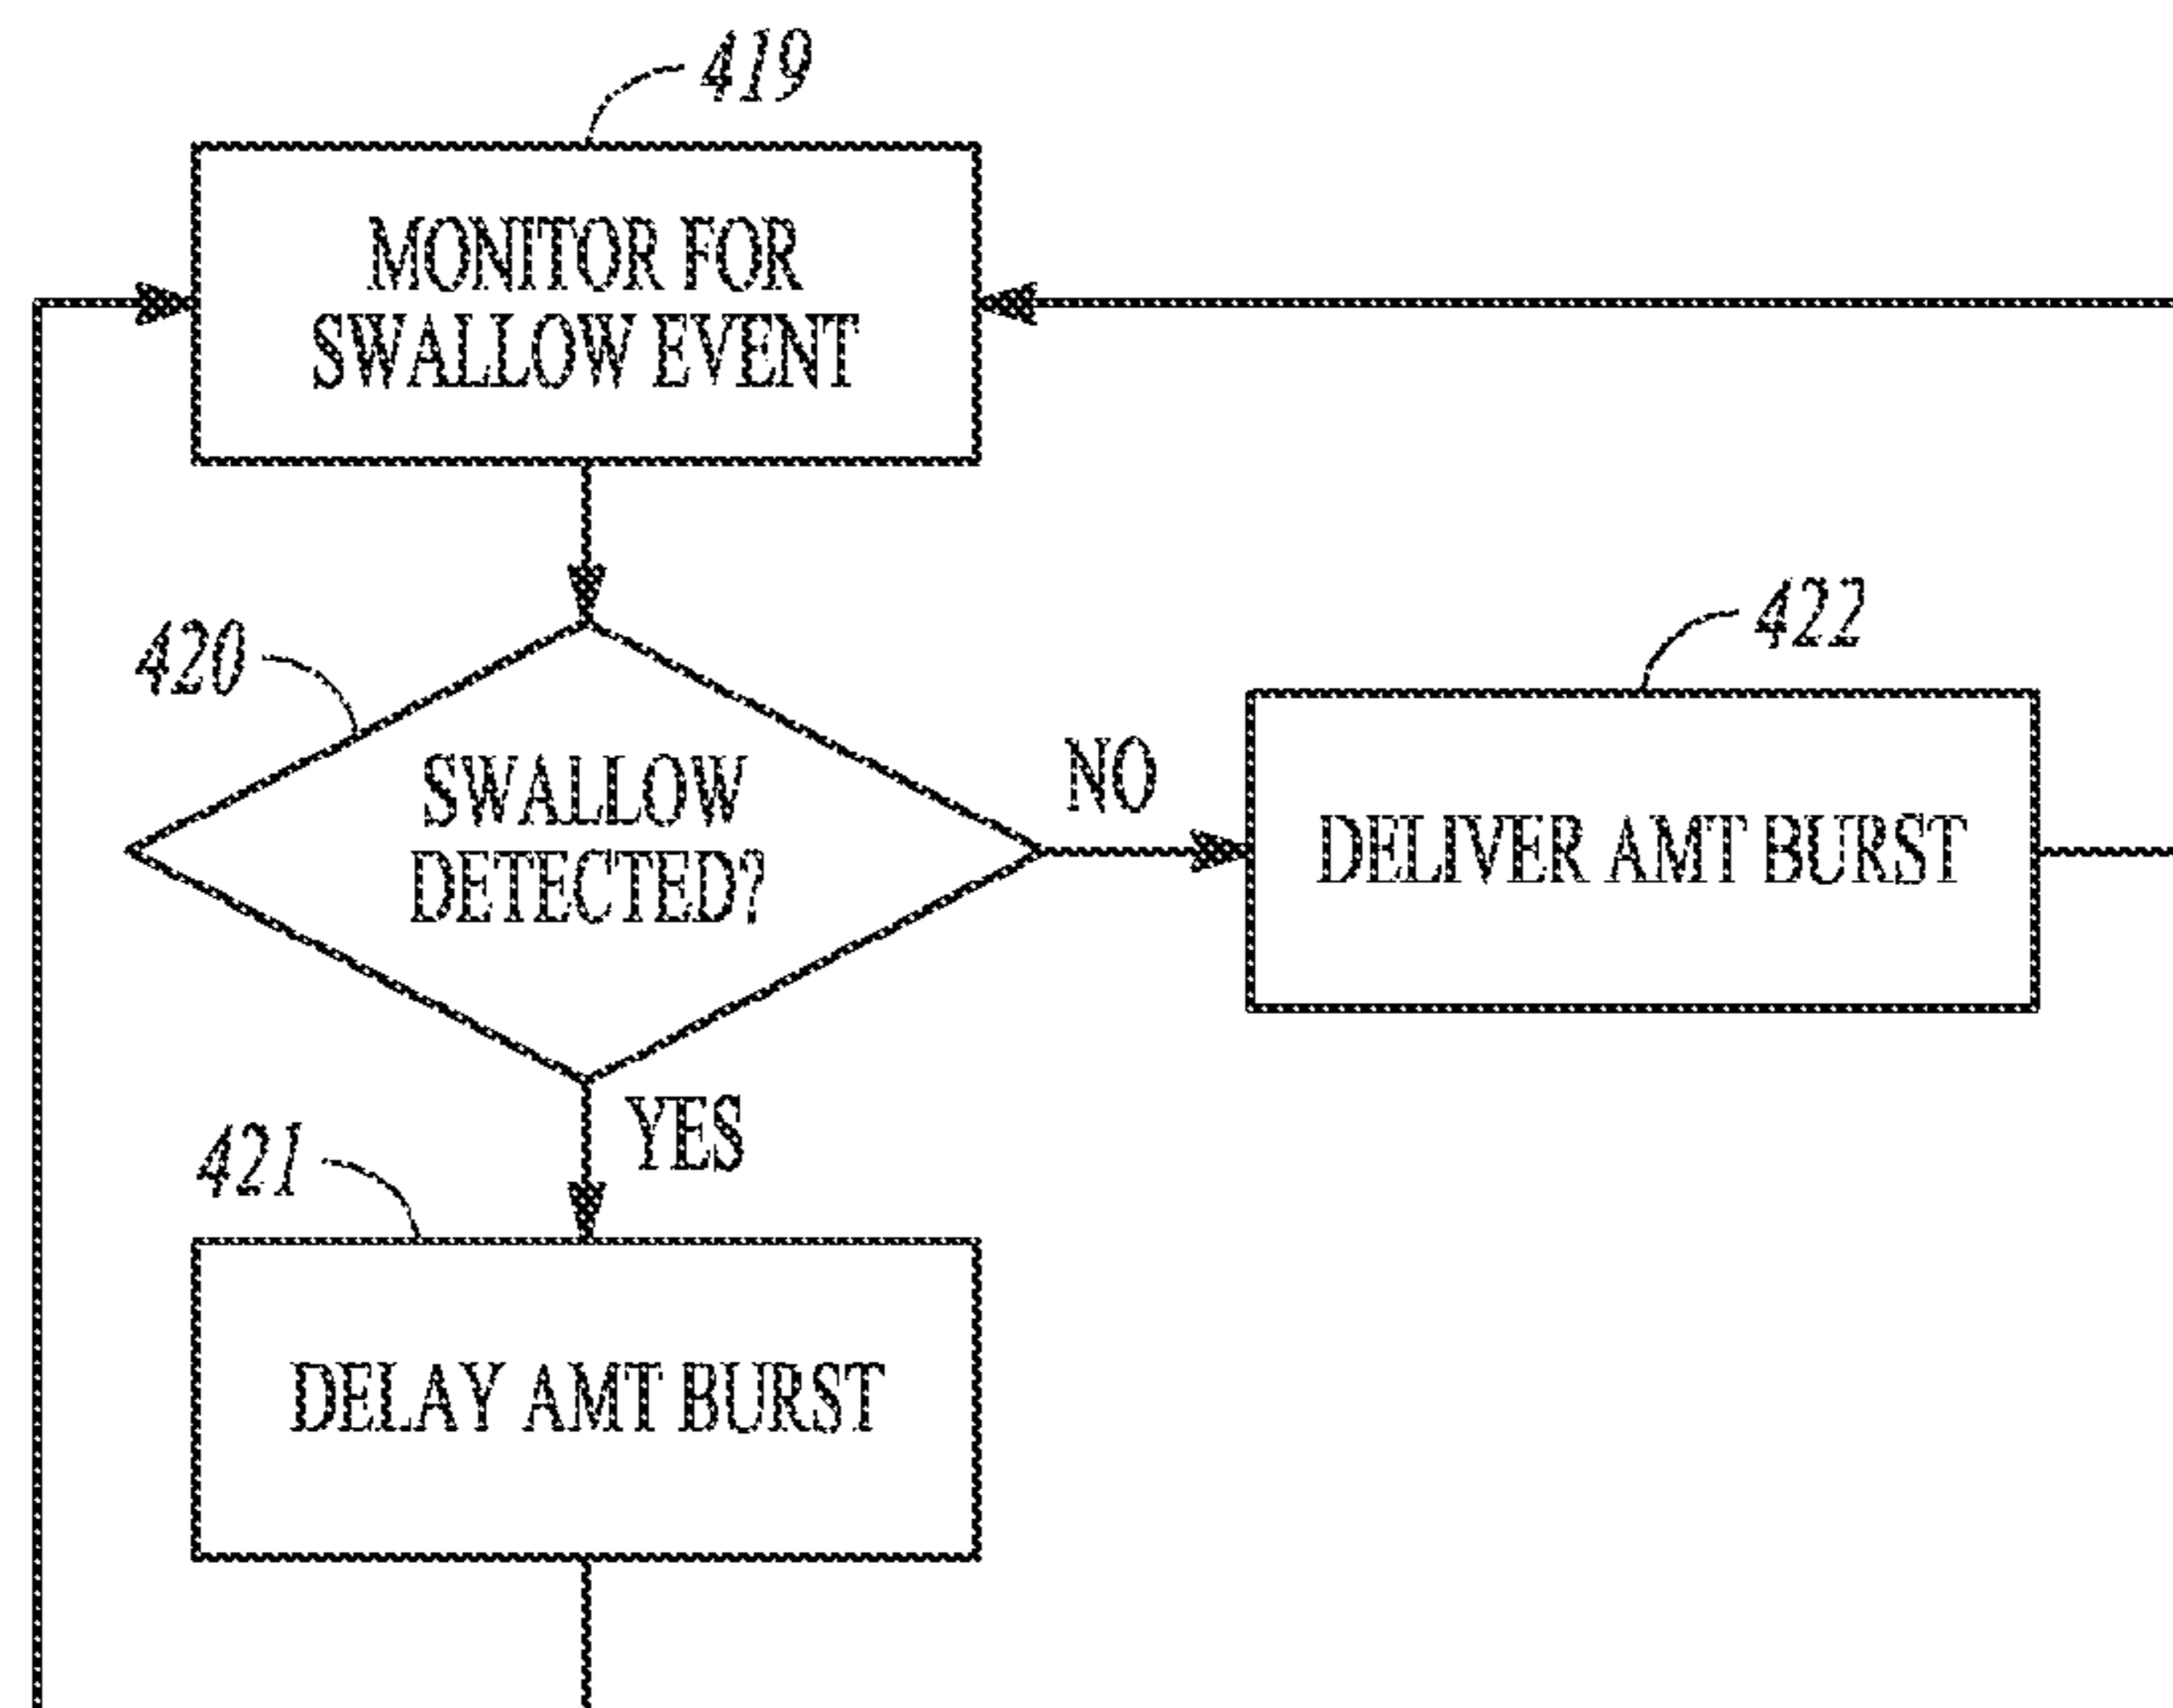 419
MONITOR FOR
SWALLOW EVENT
420
SWALLOW
DETECTED?
NO
422
DELIVER AMT BURST
YES
421
DELAY AMT BURST